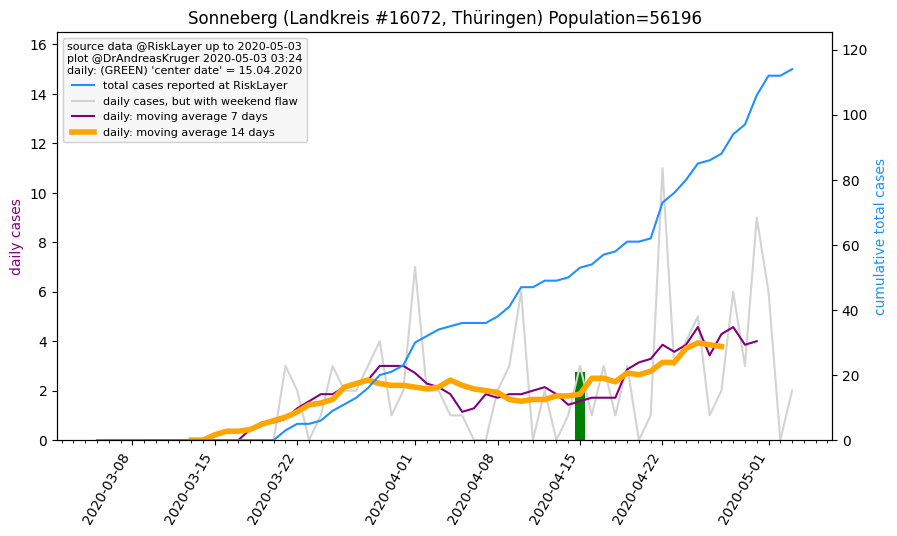 Sonneberg (Landkreis #16072, Thüringen) Population=56196
source data @RiskLayer up to 2020-05-03
plot @DrAndreasKruger 2020-05-03 03:24
daily: (GREEN) 'center date' = 15.04.2020
total cases reported at RiskLayer
daily cases, but with weekend flaw
daily: moving average 7 days
daily: moving average 14 days
daily cases
16
14
12
10
8
6
4
2
0
cumulative total cases
120
100
80
60
40
20
0
2020-03-08
2020-03-15
2020-03-22
2020-04-01
2020-04-08
2020-04-15
2020-04-22
2020-05-01